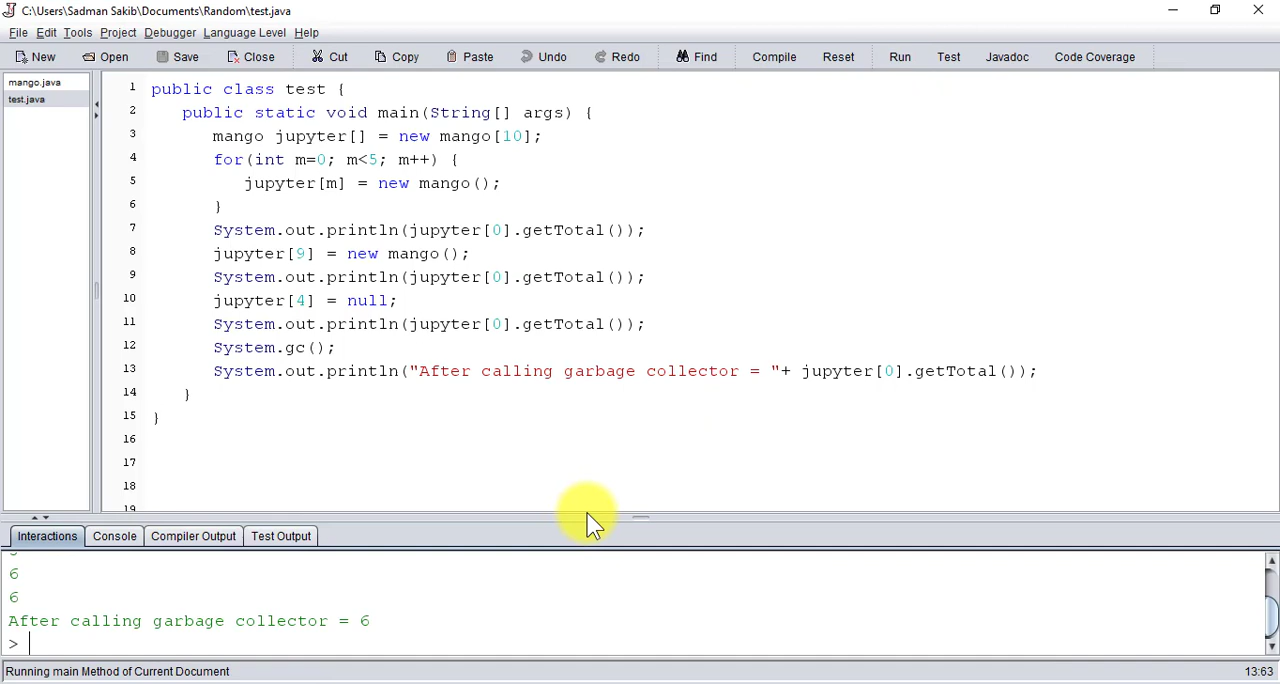 C:\Users\Sadman Sakib\Documents\Random\test.java
File Edit Tools Project Debugger Language Level Help
New Open Save Close Cut Copy Paste Undo Redo Find Compile Reset Run Test Javadoc Code Coverage
mango.java
test.java
1 public class test {
2 public static void main(String[] args) {
3 mango jupyter[] = new mango[10];
4 for(int m=0; m<5; m++) {
5 jupyter[m] = new mango();
6 }
7 System.out.println(jupyter[0].getTotal());
8 jupyter[9] = new mango();
9 System.out.println(jupyter[0].getTotal());
10 jupyter[4] = null;
11 System.out.println(jupyter[0].getTotal());
12 System.gc();
13 System.out.println("After calling garbage collector = "+ jupyter[0].getTotal());
14 }
15 }
16
17
18
19
Interactions Console Compiler Output Test Output
6
6
After calling garbage collector = 6
>
Running main Method of Current Document 13:63